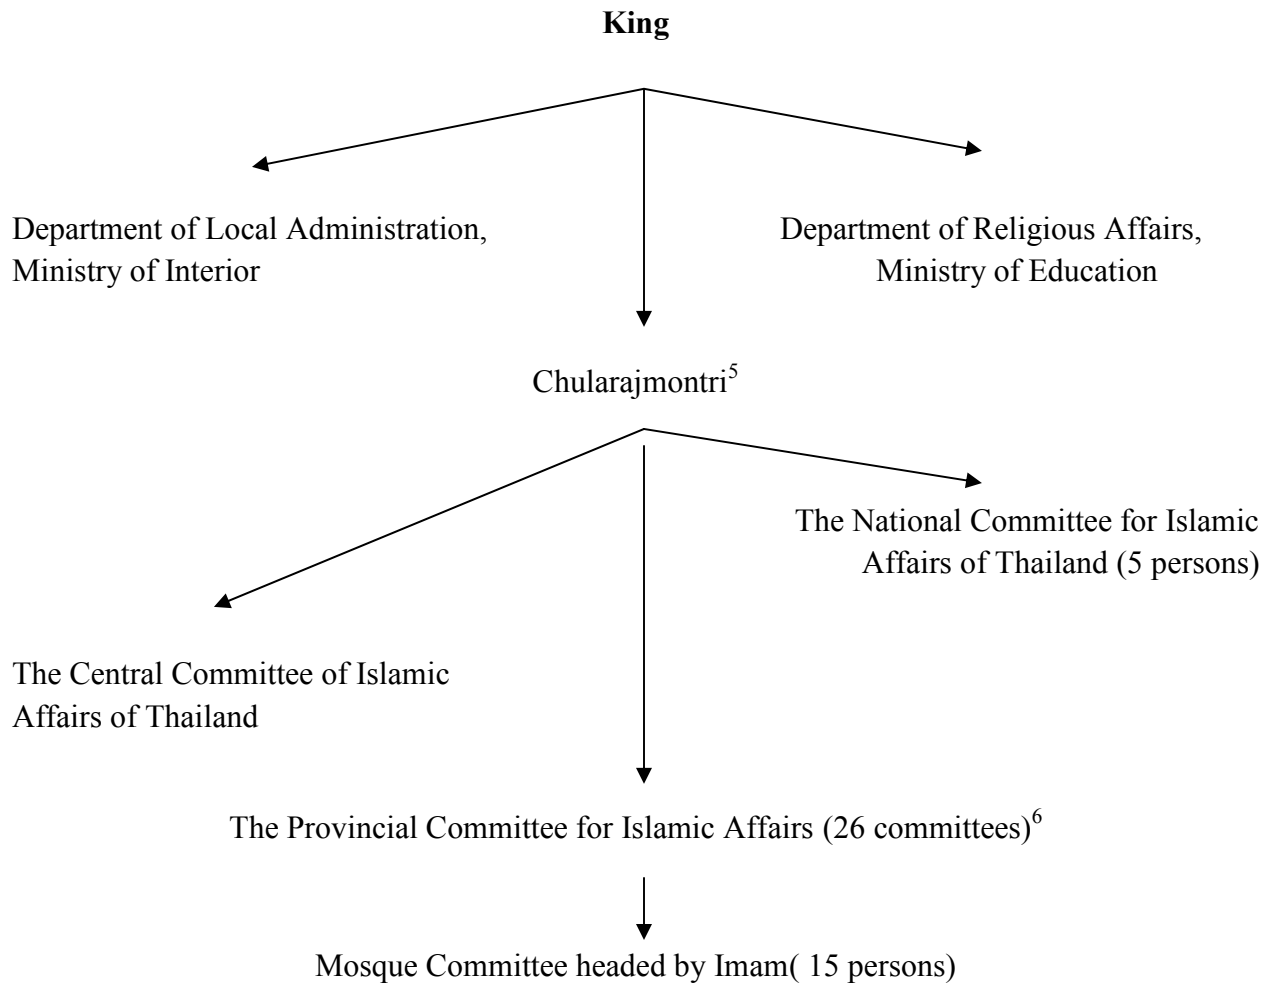 King
Department of Local Administration,
Ministry of Interior
Department of Religious Affairs,
Ministry of Education
Chularajmontri5
The National Committee for Islamic
Affairs of Thailand (5 persons)
The Central Committee of Islamic
Affairs of Thailand
The Provincial Committee for Islamic Affairs (26 committees)6
Mosque Committee headed by Imam( 15 persons)